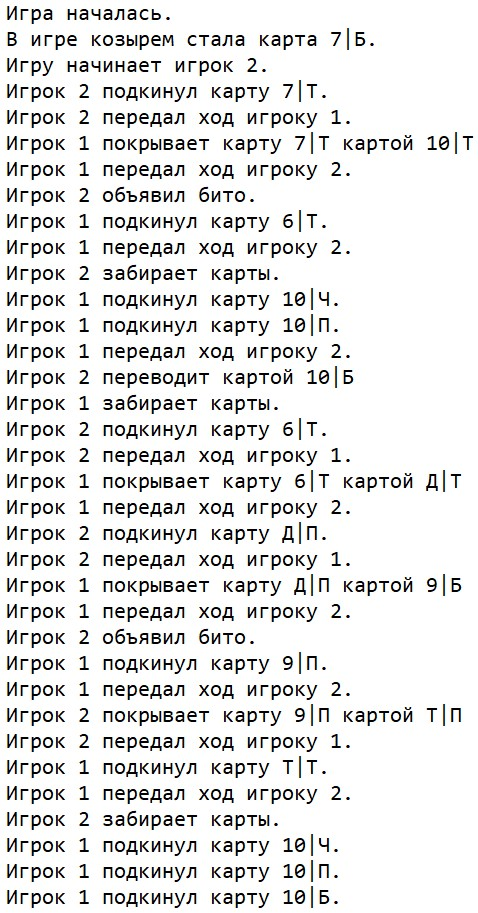 Игра началась.
В игре козырем стала карта 7|Б.
Игру начинает игрок 2.
Игрок 2 подкинул карту 7|Т.
Игрок 2 передал ход игроку 1.
Игрок 1 покрывает карту 7|Т картой 10|Т
Игрок 1 передал ход игроку 2.
Игрок 2 объявил бито.
Игрок 1 подкинул карту 6|Т.
Игрок 1 передал ход игроку 2.
Игрок 2 забирает карты.
Игрок 1 подкинул карту 10|Ч.
Игрок 1 подкинул карту 10|П.
Игрок 1 передал ход игроку 2.
Игрок 2 переводит картой 10|Б
Игрок 1 забирает карты.
Игрок 2 подкинул карту 6|Т.
Игрок 2 передал ход игроку 1.
Игрок 1 покрывает карту 6|Т картой Д|Т
Игрок 1 передал ход игроку 2.
Игрок 2 подкинул карту Д|П.
Игрок 2 передал ход игроку 1.
Игрок 1 покрывает карту Д|П картой 9|Б
Игрок 1 передал ход игроку 2.
Игрок 2 объявил бито.
Игрок 1 подкинул карту 9|П.
Игрок 1 передал ход игроку 2.
Игрок 2 покрывает карту 9|П картой Т|П
Игрок 2 передал ход игроку 1.
Игрок 1 подкинул карту Т|Т.
Игрок 1 передал ход игроку 2.
Игрок 2 забирает карты.
Игрок 1 подкинул карту 10|Ч.
Игрок 1 подкинул карту 10|П.
Игрок 1 подкинул карту 10|Б.